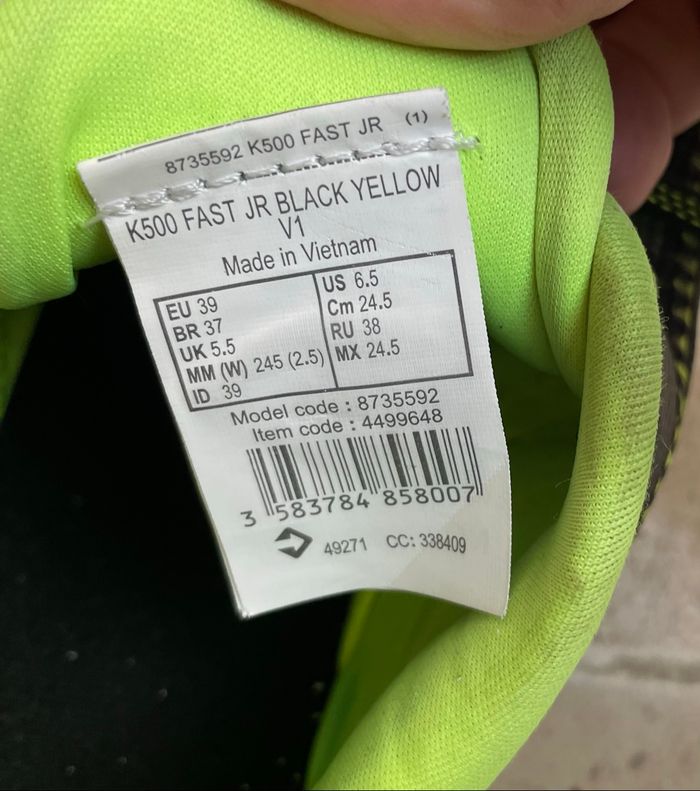 8735592 K500 FAST JR (1)
K500 FAST JR BLACK YELLOW
V1
Made in Vietnam
EU 39
BR 37
UK 5.5
MM (W) 245 (2.5)
ID 39
US 6.5
Cm 24.5
RU 38
MX 24.5
Model code : 8735592
Item code : 4499648
3 583784 858007
49271 CC: 338409